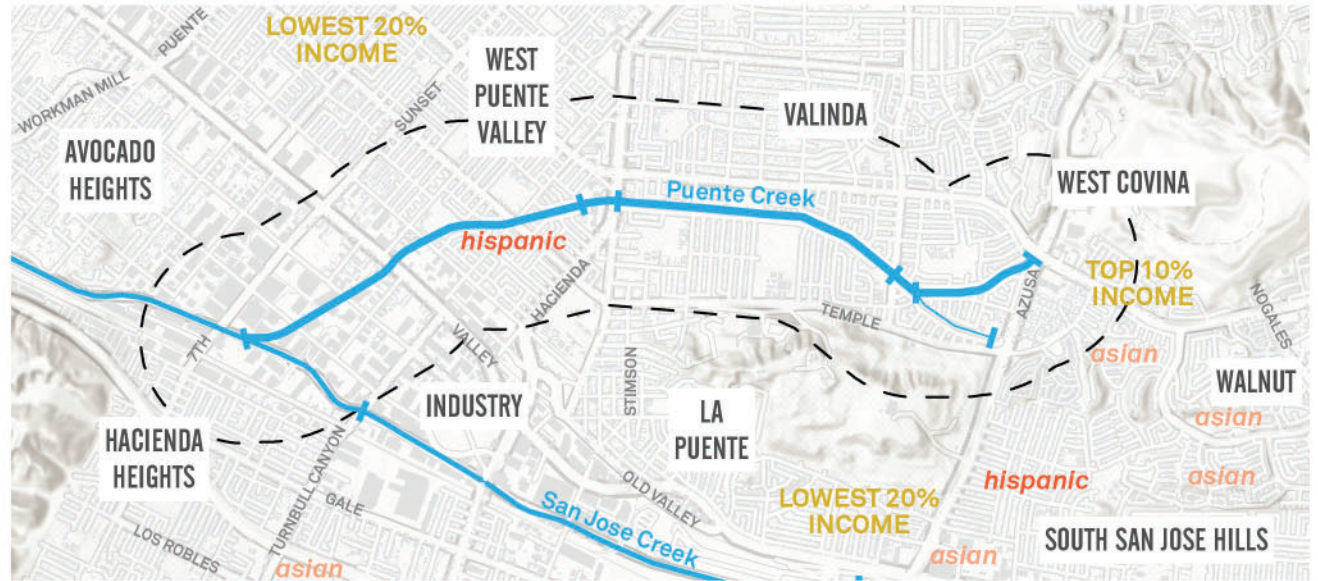 LOWEST 20%
INCOME
PUENTE
WORKMAN MILL
SUNSET
WEST
PUENTE
VALLEY
VALINDA
AVOCADO
HEIGHTS
WEST COVINA
Puente Creek
hispanic
HACIENDA
TOP 10%
INCOME
AZUSA
NOGALES
TEMPLE
7TH
VALLEY
asian
STIMSON
WALNUT
INDUSTRY
LA
PUENTE
asian
HACIENDA
HEIGHTS
TURNBULL CANYON
hispanic
asian
OLD VALLEY
LOWEST 20%
INCOME
GALE
San Jose Creek
LOS ROBLES
SOUTH SAN JOSE HILLS
asian
asian